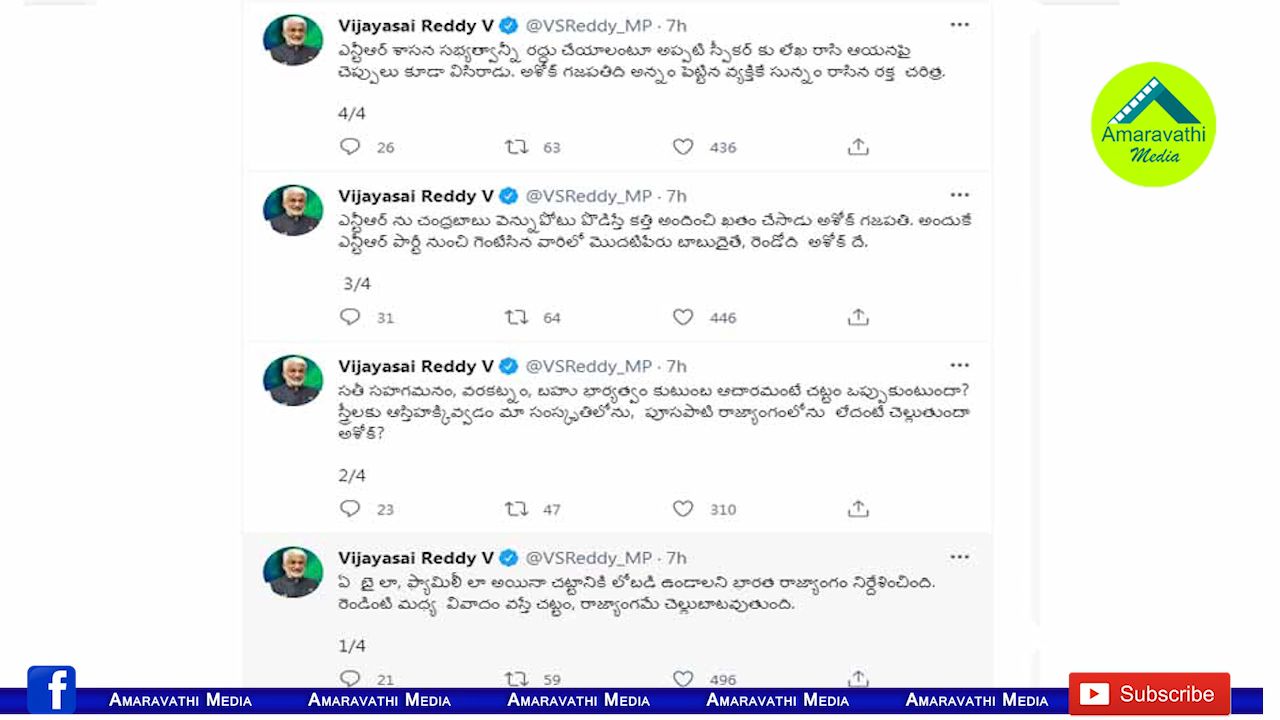 Vijayasai Reddy V @VSReddy_MP · 7h
ఎన్టీఆర్ శాసన సభ్యత్వాన్నీ రద్దు చేయాలంటూ అప్పటి స్పీకర్ కు లేఖ రాసి ఆయనపై
చెప్పులు కూడా విసిరాడు. అశోక్ గజపతిది అన్నం పెట్టిన వ్యక్తికే సున్నం రాసిన రక్త చరిత్ర.
4/4
26 63 436
Vijayasai Reddy V @VSReddy_MP · 7h
ఎన్టీఆర్ ను చంద్రబాబు వెన్నుపోటు పొడిస్తే కత్తి అందించి ఖతం చేసాడు అశోక్ గజపతి. అందుకే
ఎన్టీఆర్ పార్టీ నుంచి గెంటేసిన వారిలో మొదటిపేరు బాబుదైతే, రెండోది అశోక్ దే.
3/4
31 64 446
Vijayasai Reddy V @VSReddy_MP · 7h
సతీ సహగమనం, వరకట్నం, బహు భార్యత్వం కుటుంబ ఆచారమంటే చట్టం ఒప్పుకుంటుందా?
స్త్రీలకు ఆస్తిహక్కివ్వడం మా సంస్కృతిలోను, పూసపాటి రాజ్యాంగంలోను లేదంటే చెల్లుతుందా
అశోక్?
2/4
23 47 310
Vijayasai Reddy V @VSReddy_MP · 7h
ఏ బై లా, ఫ్యామిలీ లా అయినా చట్టానికి లోబడి ఉండాలని భారత రాజ్యాంగం నిర్దేశించింది.
రెండింటి మధ్య వివాదం వస్తే చట్టం, రాజ్యాంగమే చెల్లుబాటవుతుంది.
1/4
21 59 496
Amaravathi
Media
f
Amaravathi Media Amaravathi Media Amaravathi Media Amaravathi Media Amaravathi Media
Subscribe